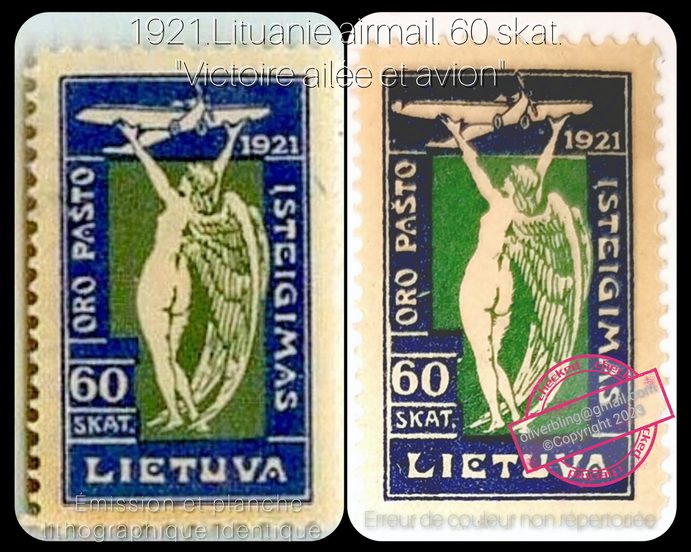 1921.Lituanie airmail. 60 skat.
"Victoire ailée et avion"
1921
ORO PAŠTO
ĮSTEIGIMAS
60
SKAT.
LIETUVA
Émission et planche
lithographique identique
1921
ORO PAŠTO
ĮSTEIGIMAS
60
SKAT.
LIETUVA
oliverbling@gmail.com
©Copyright 2023
Erreur de couleur non répertoriée